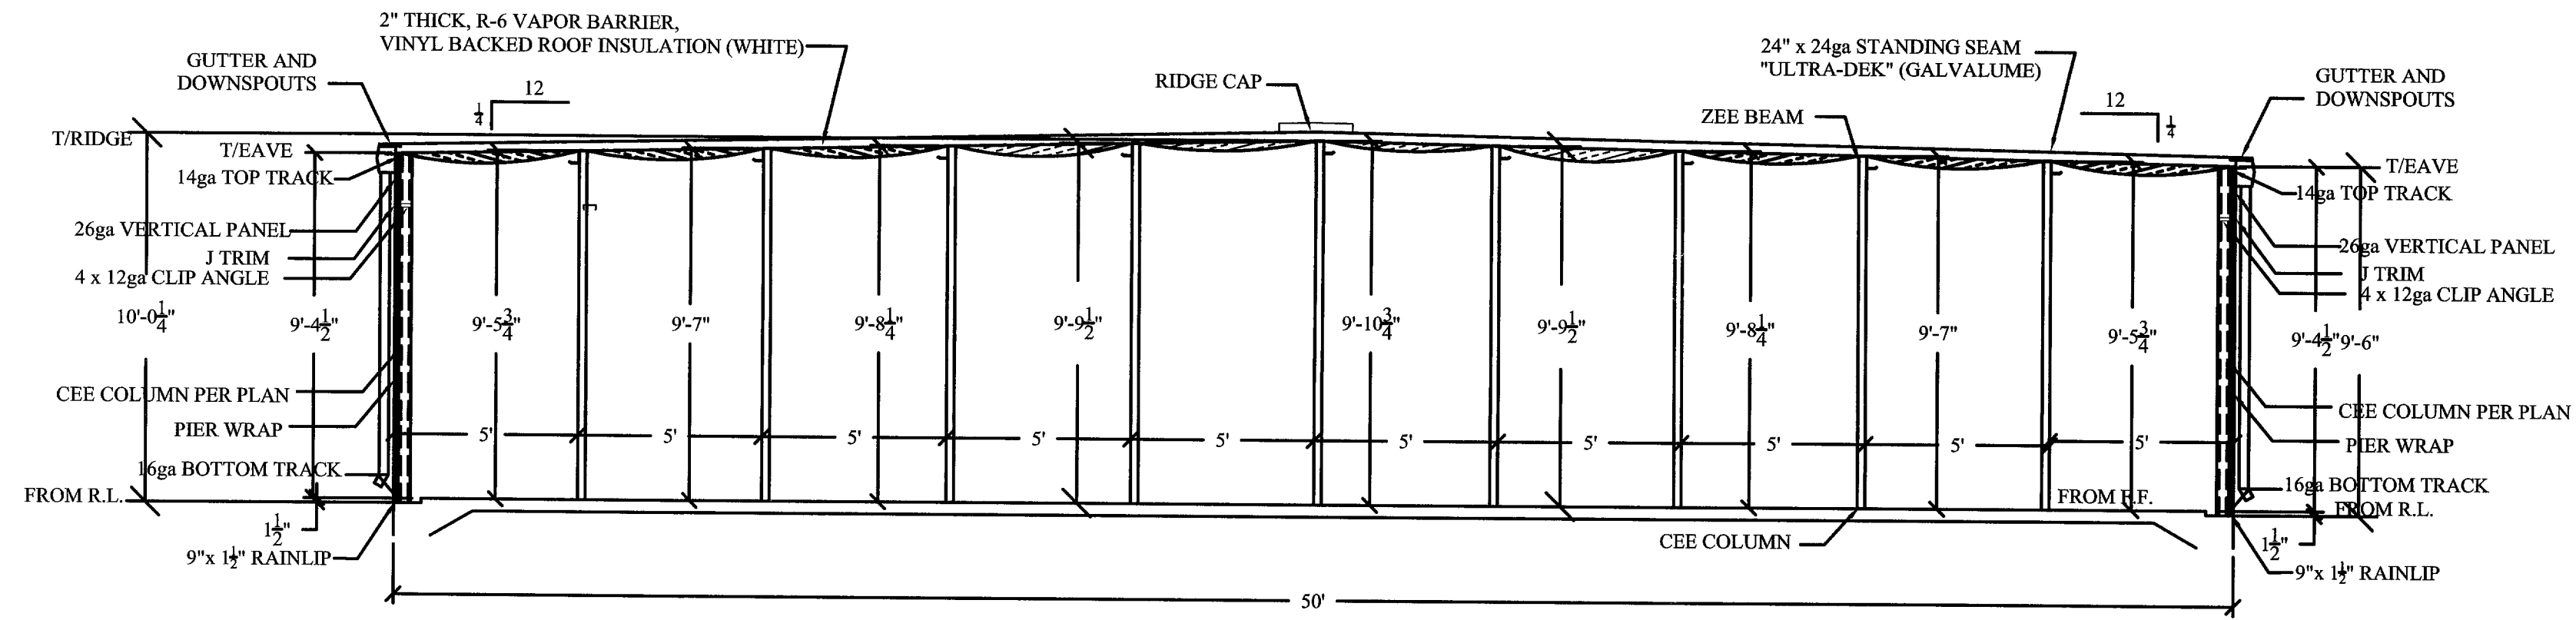 2" THICK, R-6 VAPOR BARRIER,
VINYL BACKED ROOF INSULATION (WHITE)
GUTTER AND
DOWNSPOUTS
12
1/4
RIDGE CAP
24" x 24ga STANDING SEAM
"ULTRA-DEK" (GALVALUME)
ZEE BEAM
12
1/4
GUTTER AND
DOWNSPOUTS
T/RIDGE
T/EAVE
14ga TOP TRACK
26ga VERTICAL PANEL
J TRIM
4 x 12ga CLIP ANGLE
T/EAVE
14ga TOP TRACK
26ga VERTICAL PANEL
J TRIM
4 x 12ga CLIP ANGLE
10'-0 1/4"
9'-4 1/2"
9'-5 3/4"
9'-7"
9'-8 1/4"
9'-9 1/2"
9'-10 3/4"
9'-9 1/2"
9'-8 1/4"
9'-7"
9'-5 3/4"
9'-4 1/2"
9'-6"
CEE COLUMN PER PLAN
PIER WRAP
16ga BOTTOM TRACK
FROM R.L.
5'
5'
5'
5'
5'
5'
5'
5'
5'
5'
CEE COLUMN PER PLAN
PIER WRAP
16ga BOTTOM TRACK
FROM F.F.
FROM R.L.
1 1/2"
9"x 1 1/2" RAINLIP
CEE COLUMN
1 1/2"
9"x 1 1/2" RAINLIP
50'